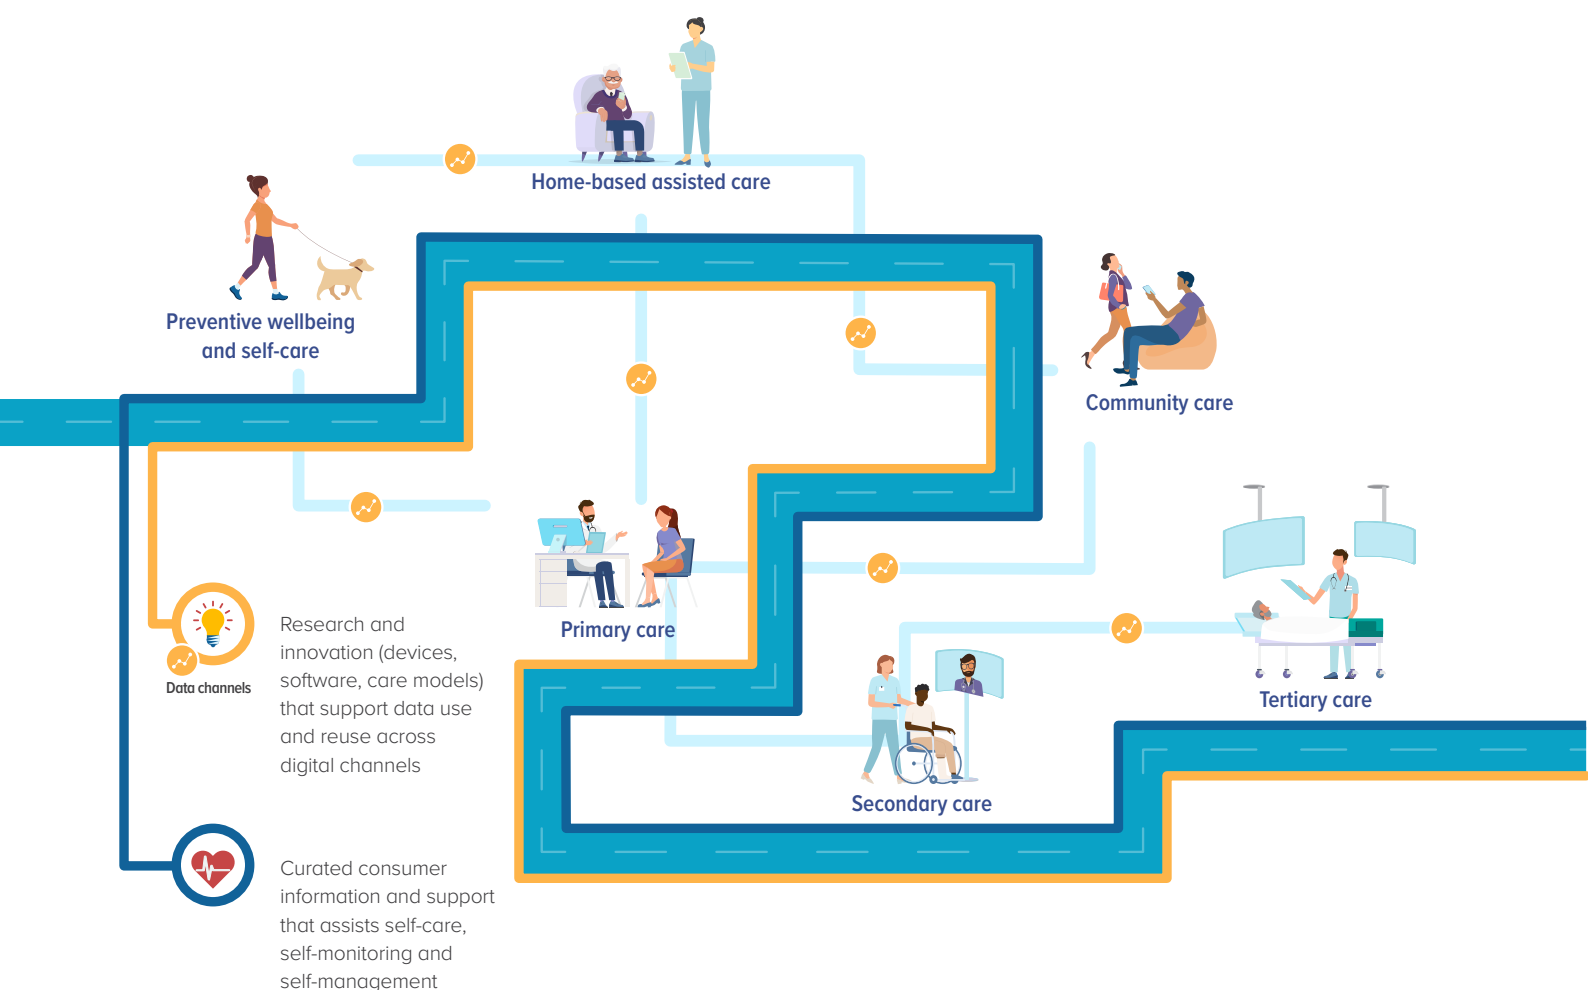 Home-based assisted care
Preventive wellbeing
and self-care
Community care
Primary care
Tertiary care
Secondary care
Data channels
Research and
innovation (devices,
software, care models)
that support data use
and reuse across
digital channels
Curated consumer
information and support
that assists self-care,
self-monitoring and
self-management